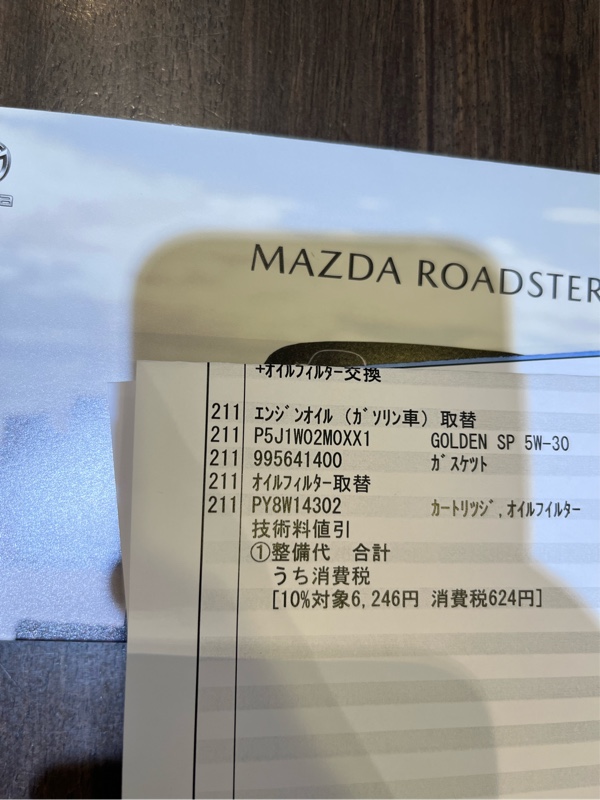 MAZDA ROADSTER
+オイルフィルター交換
211 ｴﾝｼﾞﾝｵｲﾙ（ｶﾞｿﾘﾝ車）取替
211 P5J1W02M0XX1 GOLDEN SP 5W-30
211 995641400 ｶﾞｽｹｯﾄ
211 オイルフィルター取替
211 PY8W14302 ｶｰﾄﾘｯｼﾞ,ｵｲﾙﾌｨﾙﾀｰ
技術料値引
①整備代 合計
うち消費税
[10%対象6,246円 消費税624円]